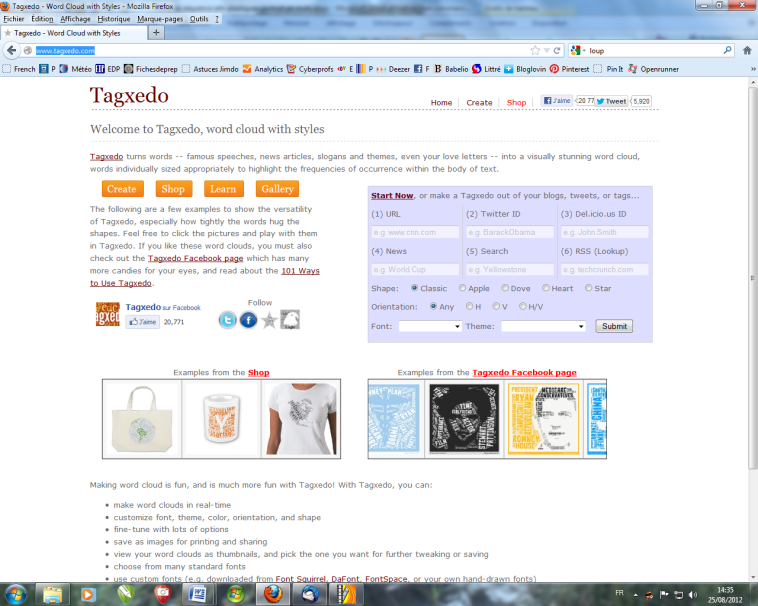 Tagxedo - Word Cloud with Styles - Mozilla Firefox
Fichier Edition Affichage Historique Marque-pages Outils ?
Tagxedo - Word Cloud with Styles +
www.tagxedo.com loup
French P Météo EDP Fichesdeprep Astuces Jimdo Analytics Cyberprofs E P Deezer F B Babelio Littré Bloglovin Pinterest Pin It Openrunner »
Tagxedo
Home Create Shop J'aime 20 77 Tweet 5,920
Welcome to Tagxedo, word cloud with styles
Tagxedo turns words -- famous speeches, news articles, slogans and themes, even your love letters -- into a visually stunning word cloud,
words individually sized appropriately to highlight the frequencies of occurrence within the body of text.
Create Shop Learn Gallery
The following are a few examples to show the versatility
of Tagxedo, especially how tightly the words hug the
shapes. Feel free to click the pictures and play with them
in Tagxedo. If you like these word clouds, you must also
check out the Tagxedo Facebook page which has many
more candies for your eyes, and read about the 101 Ways
to Use Tagxedo.
Tagxedo sur Facebook
J'aime 20,771
Follow
Start Now, or make a Tagxedo out of your blogs, tweets, or tags...
(1) URL (2) Twitter ID (3) Del.icio.us ID
e.g. www.cnn.com e.g. BarackObama e.g. John.Smith
(4) News (5) Search (6) RSS (Lookup)
e.g. World Cup e.g. Yellowstone e.g. techcrunch.com
Shape: Classic Apple Dove Heart Star
Orientation: Any H V H/V
Font: Theme: Submit
Examples from the Shop
Examples from the Tagxedo Facebook page
Making word cloud is fun, and is much more fun with Tagxedo! With Tagxedo, you can:
• make word clouds in real-time
• customize font, theme, color, orientation, and shape
• fine-tune with lots of options
• save as images for printing and sharing
• view your word clouds as thumbnails, and pick the one you want for further tweaking or saving
• choose from many standard fonts
• use custom fonts (e.g. downloaded from Font Squirrel, DaFont, FontSpace, or your own hand-drawn fonts)
FR 14:35
25/08/2012